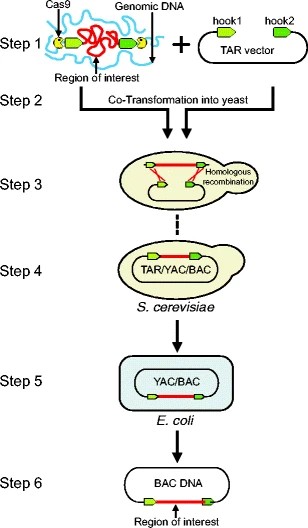 Cas9
Genomic DNA
hook1
hook2
Step 1
+
TAR vector
Region of interest
Step 2
Co-Transformation into yeast
Step 3
Homologous
recombination
Step 4
TAR/YAC/BAC
S. cerevisiae
Step 5
YAC/BAC
E. coli
Step 6
BAC DNA
Region of interest